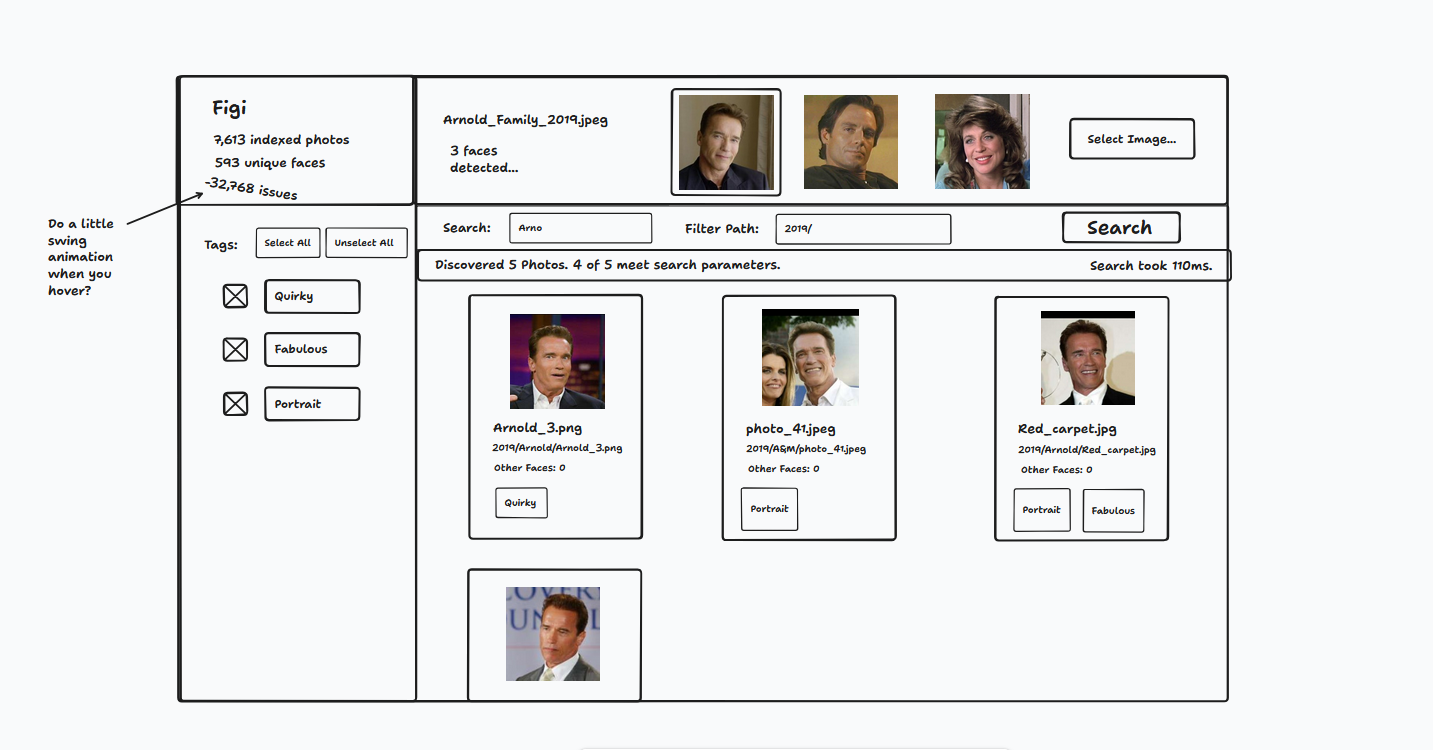 Figi
7,613 indexed photos
593 unique faces
-32,768 issues
Do a little
swing
animation
when you
hover?
Arnold_Family_2019.jpeg
3 faces
detected...
Select Image...
Tags:
Select All
Unselect All
Quirky
Fabulous
Portrait
Search:
Arno
Filter Path:
2019/
Search
Discovered 5 Photos. 4 of 5 meet search parameters.
Search took 110ms.
Arnold_3.png
2019/Arnold/Arnold_3.png
Other Faces: 0
Quirky
photo_41.jpeg
2019/A&M/photo_41.jpeg
Other Faces: 0
Portrait
Red_carpet.jpg
2019/Arnold/Red_carpet.jpg
Other Faces: 0
Portrait
Fabulous